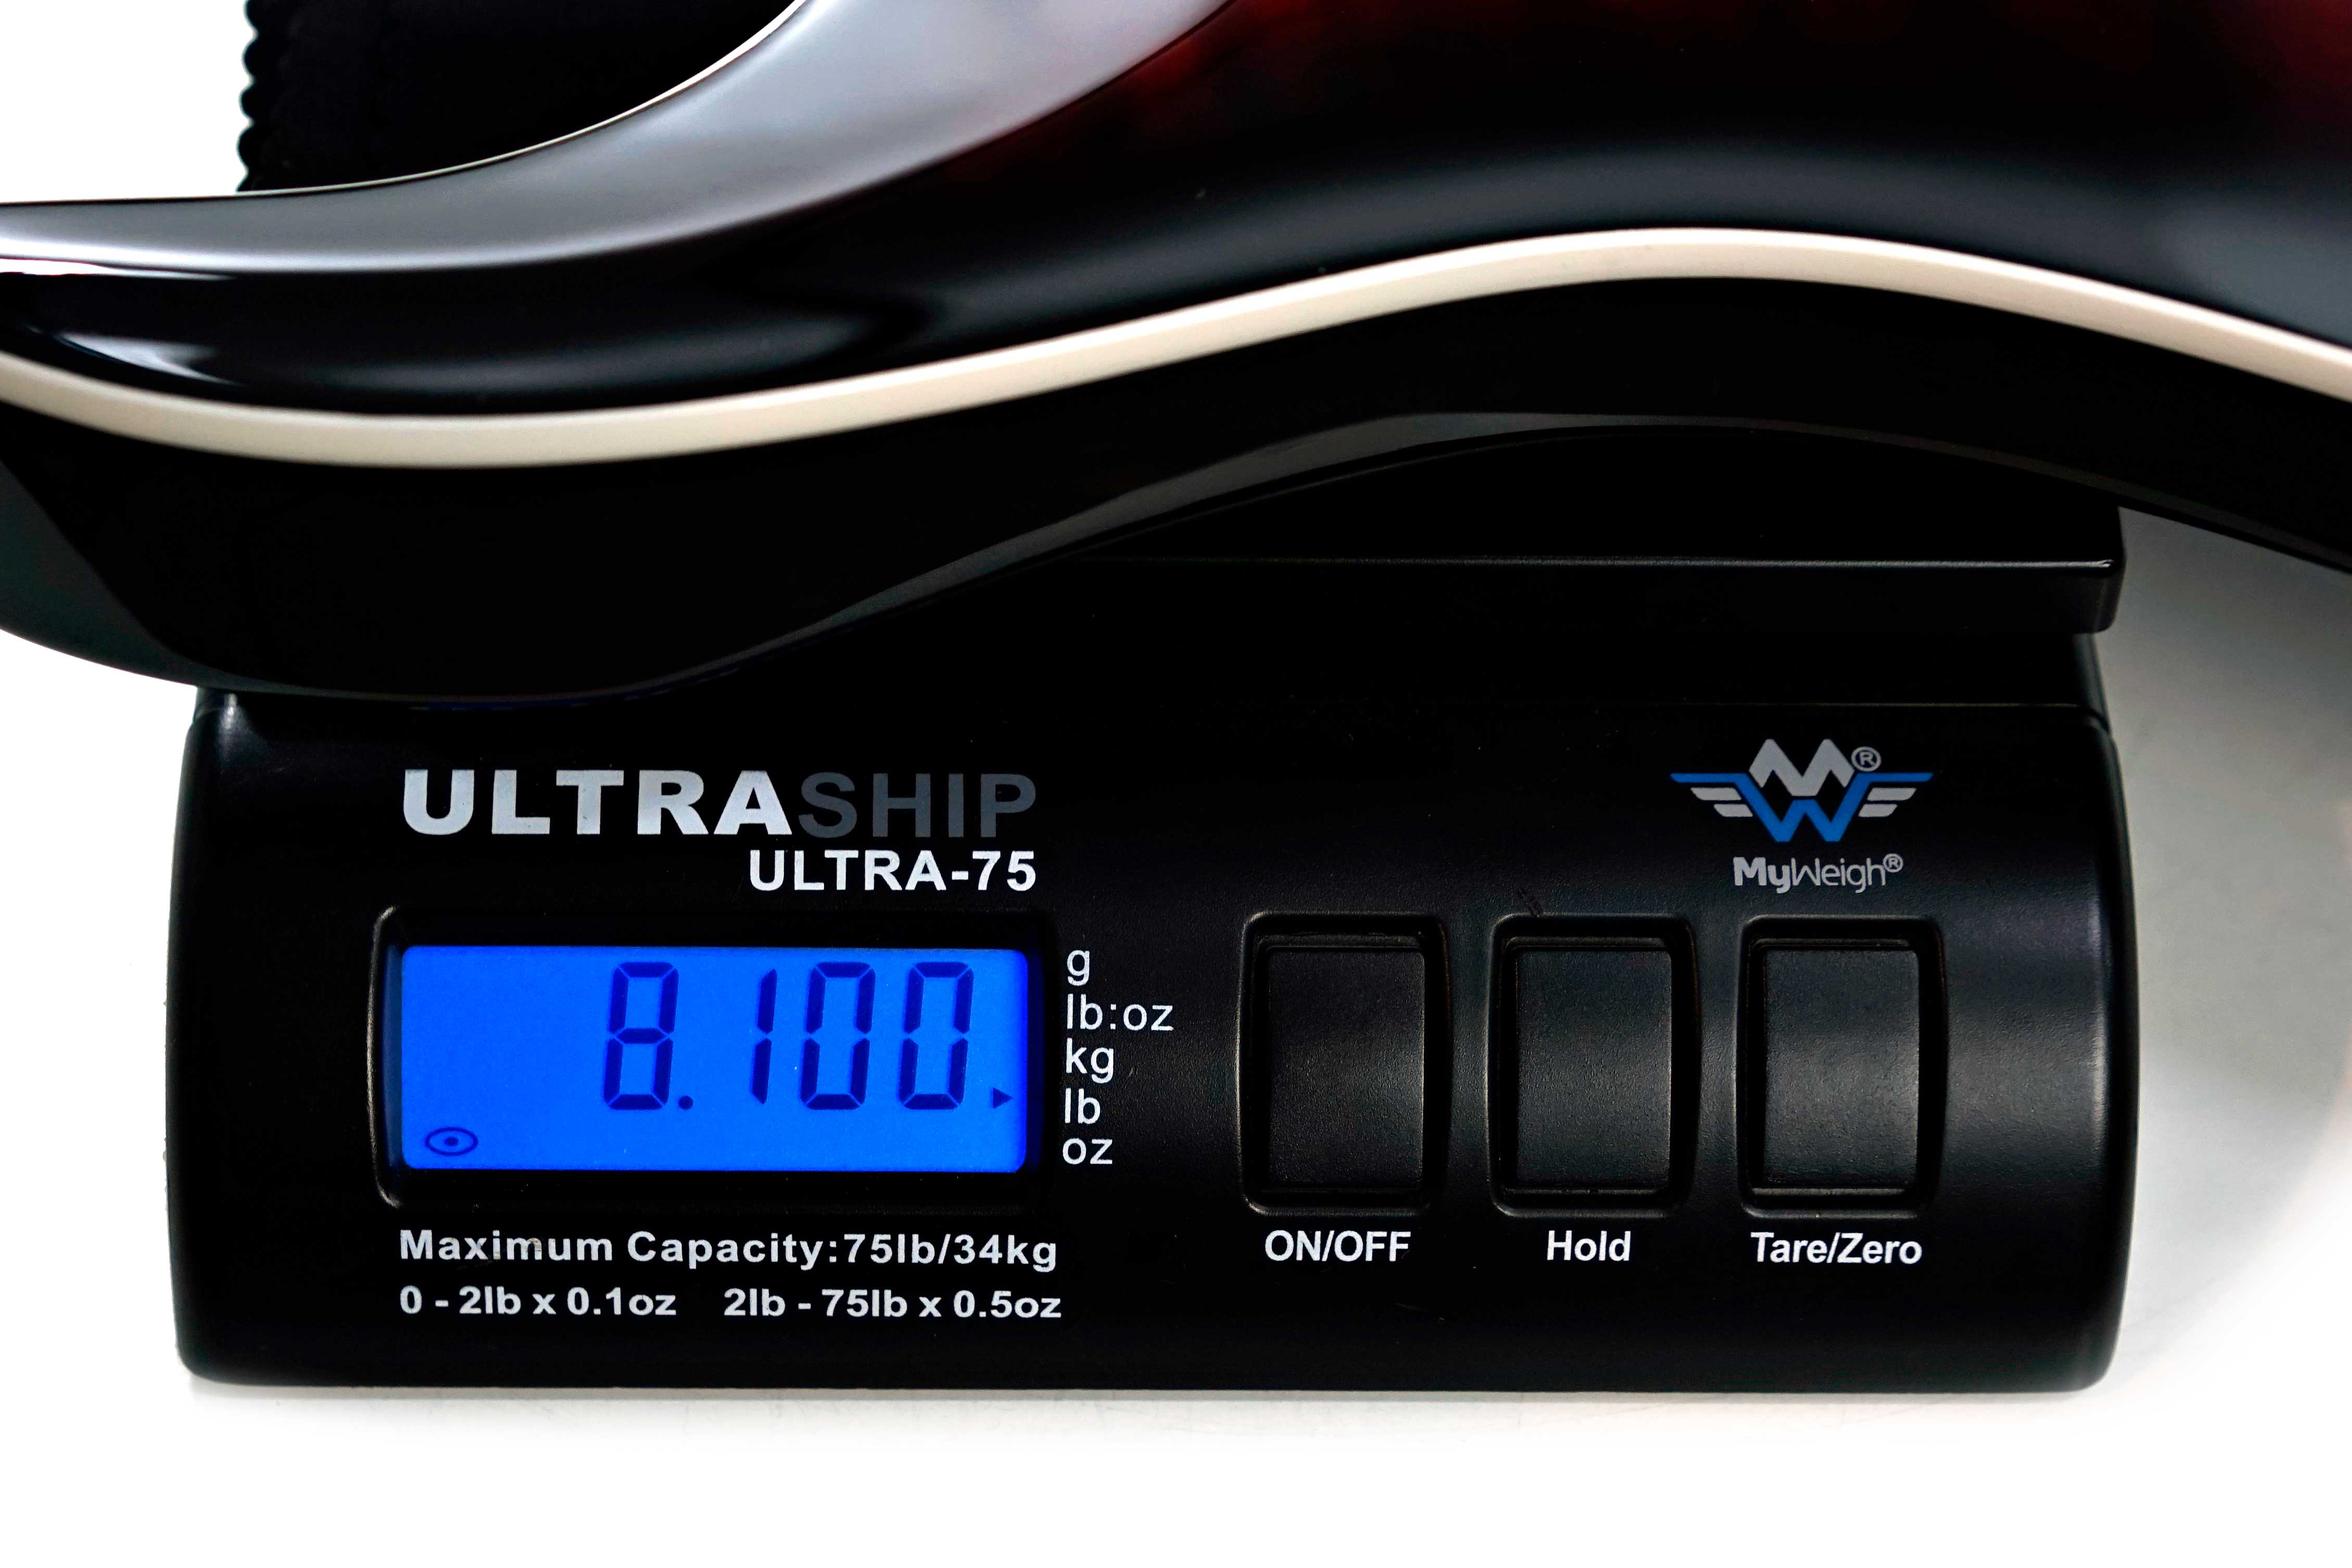 ULTRASHIP
ULTRA-75
MW®
MyWeigh®
8.100
g
lb:oz
kg
lb
oz
ON/OFF
Hold
Tare/Zero
Maximum Capacity:75lb/34kg
0 - 2lb x 0.1oz 2lb - 75lb x 0.5oz